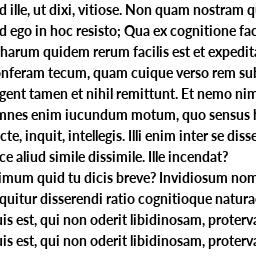 d ille, ut dixi, vitiose. Non quam nostram q
d ego in hoc resisto; Qua ex cognitione fac
harum quidem rerum facilis est et expedita
onferam tecum, quam cuique verso rem sub
gent tamen et nihil remittunt. Et nemo nim
mnes enim iucundum motum, quo sensus h
cte, inquit, intellegis. Illi enim inter se disse
ce aliud simile dissimile. Ille incendat?
imum quid tu dicis breve? Invidiosum nom
quitur disserendi ratio cognitioque natura
uis est, qui non oderit libidinosam, proterva
uis est, qui non oderit libidinosam, proterva